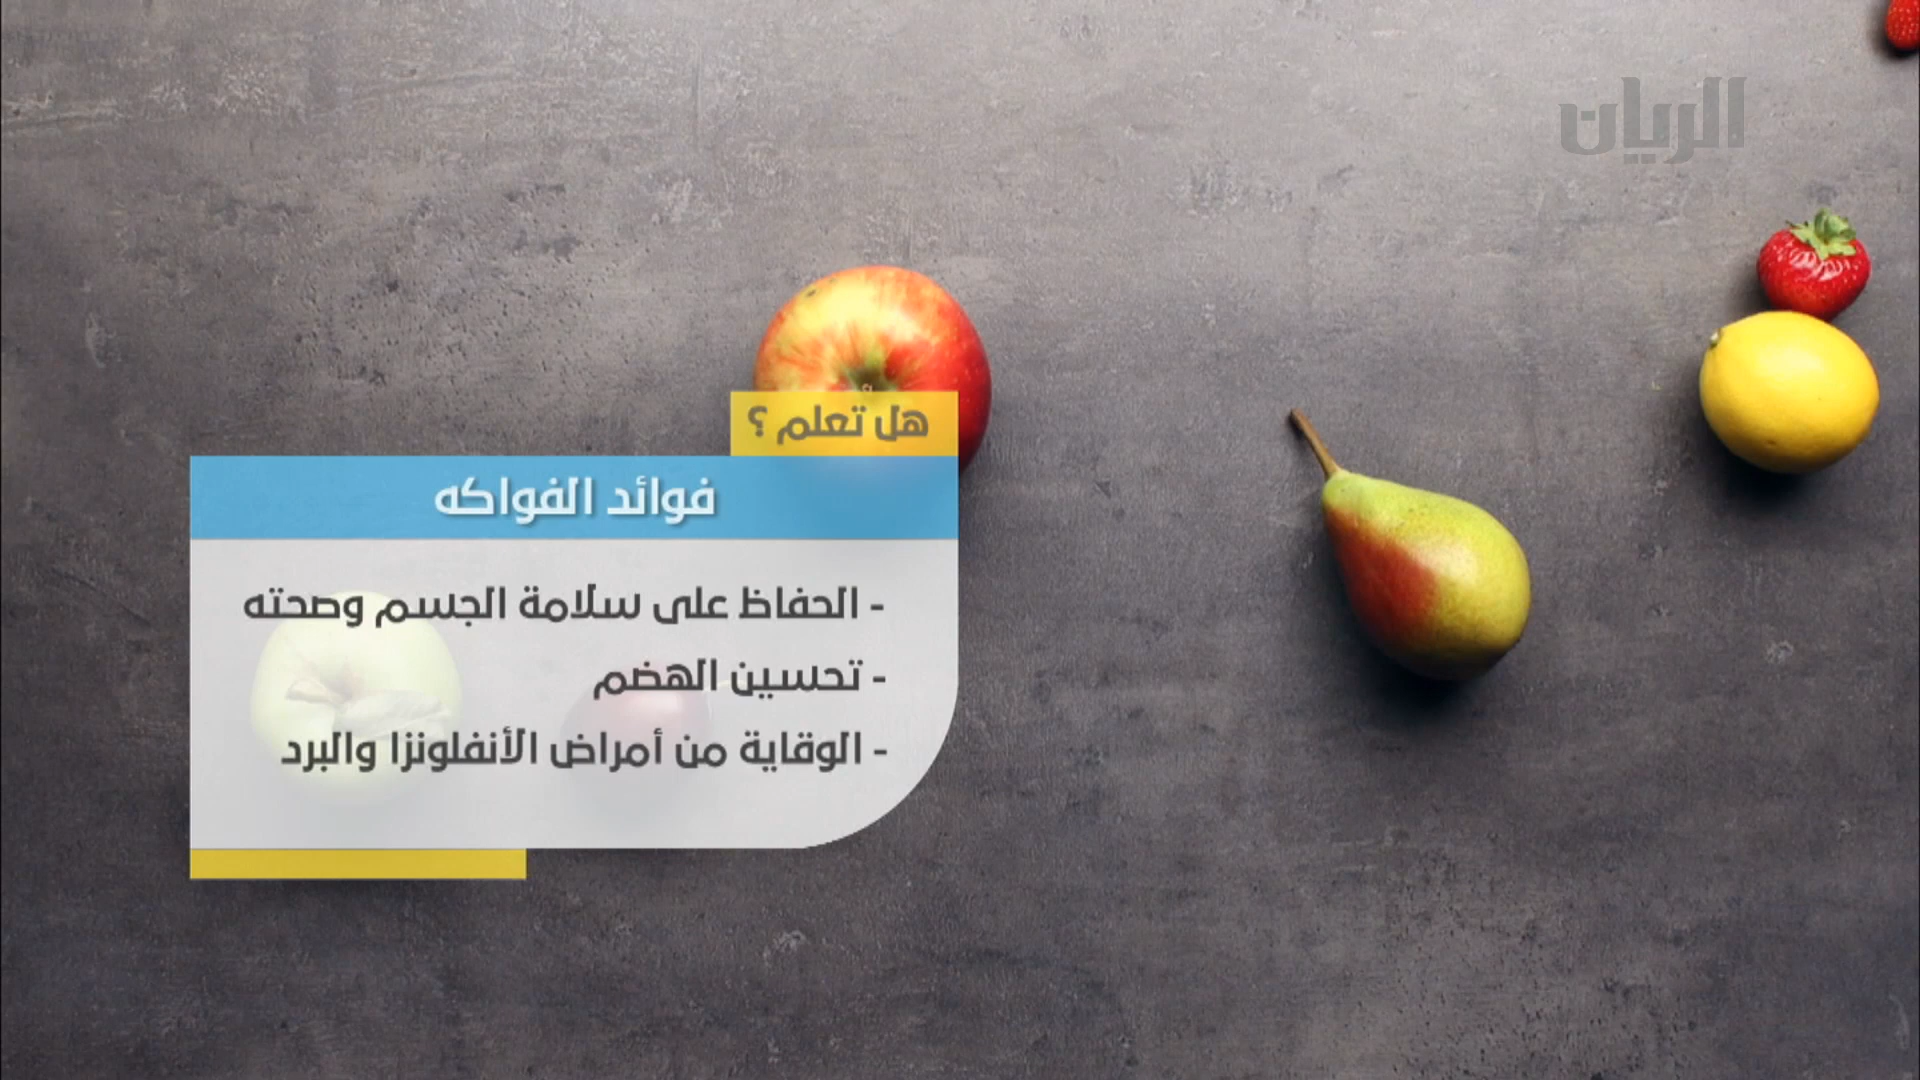 الريان
هل تعلم ؟
فوائد الفواكه
- الحفاظ على سلامة الجسم وصحته
- تحسين الهضم
- الوقاية من أمراض الأنفلونزا والبرد